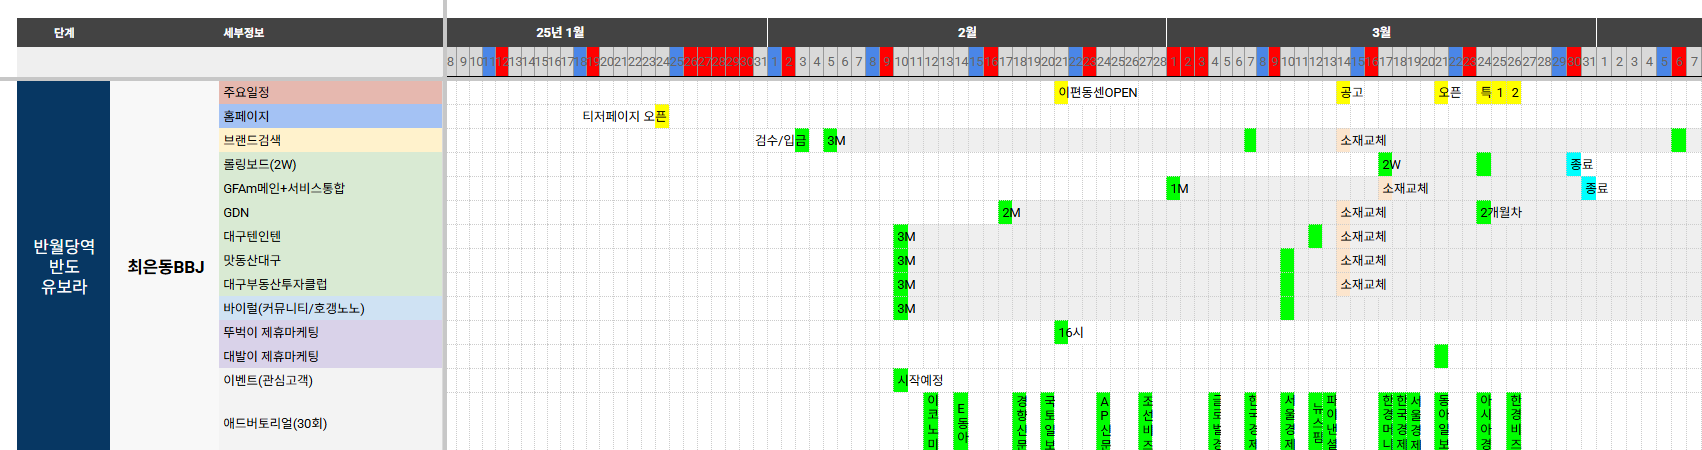 단계 세부정보 25년 1월 2월 3월
8 9 10 11 12 13 14 15 16 17 18 19 20 21 22 23 24 25 26 27 28 29 30 31 1 2 3 4 5 6 7 8 9 10 11 12 13 14 15 16 17 18 19 20 21 22 23 24 25 26 27 28 1 2 3 4 5 6 7 8 9 10 11 12 13 14 15 16 17 18 19 20 21 22 23 24 25 26 27 28 29 30 31 1 2 3 4 5 6 7
반월당역
반도
유보라
최은동BBJ
주요일정 이편동센OPEN 공고 오픈 특 1 2
홈페이지 티저페이지 오픈
브랜드검색 검수/입금 3M 소재교체
롤링보드(2W) 2W 종료
GFAm메인+서비스통합 1M 소재교체 종료
GDN 2M 소재교체 2개월차
대구텐인텐 3M 소재교체
맛동산대구 3M 소재교체
대구부동산투자클럽 3M 소재교체
바이럴(커뮤니티/호갱노노) 3M
뚜벅이 제휴마케팅 16시
대발이 제휴마케팅
이벤트(관심고객) 시작예정
애드버토리얼(30회) 이코노미 E동아 경향신문 국토일보 AP신문 조선비즈 글로벌경 한국경제 서울경제 뉴스핌 파이낸셜 한경머니 한국경제 서울경제 동아일보 아시아경 한경비즈